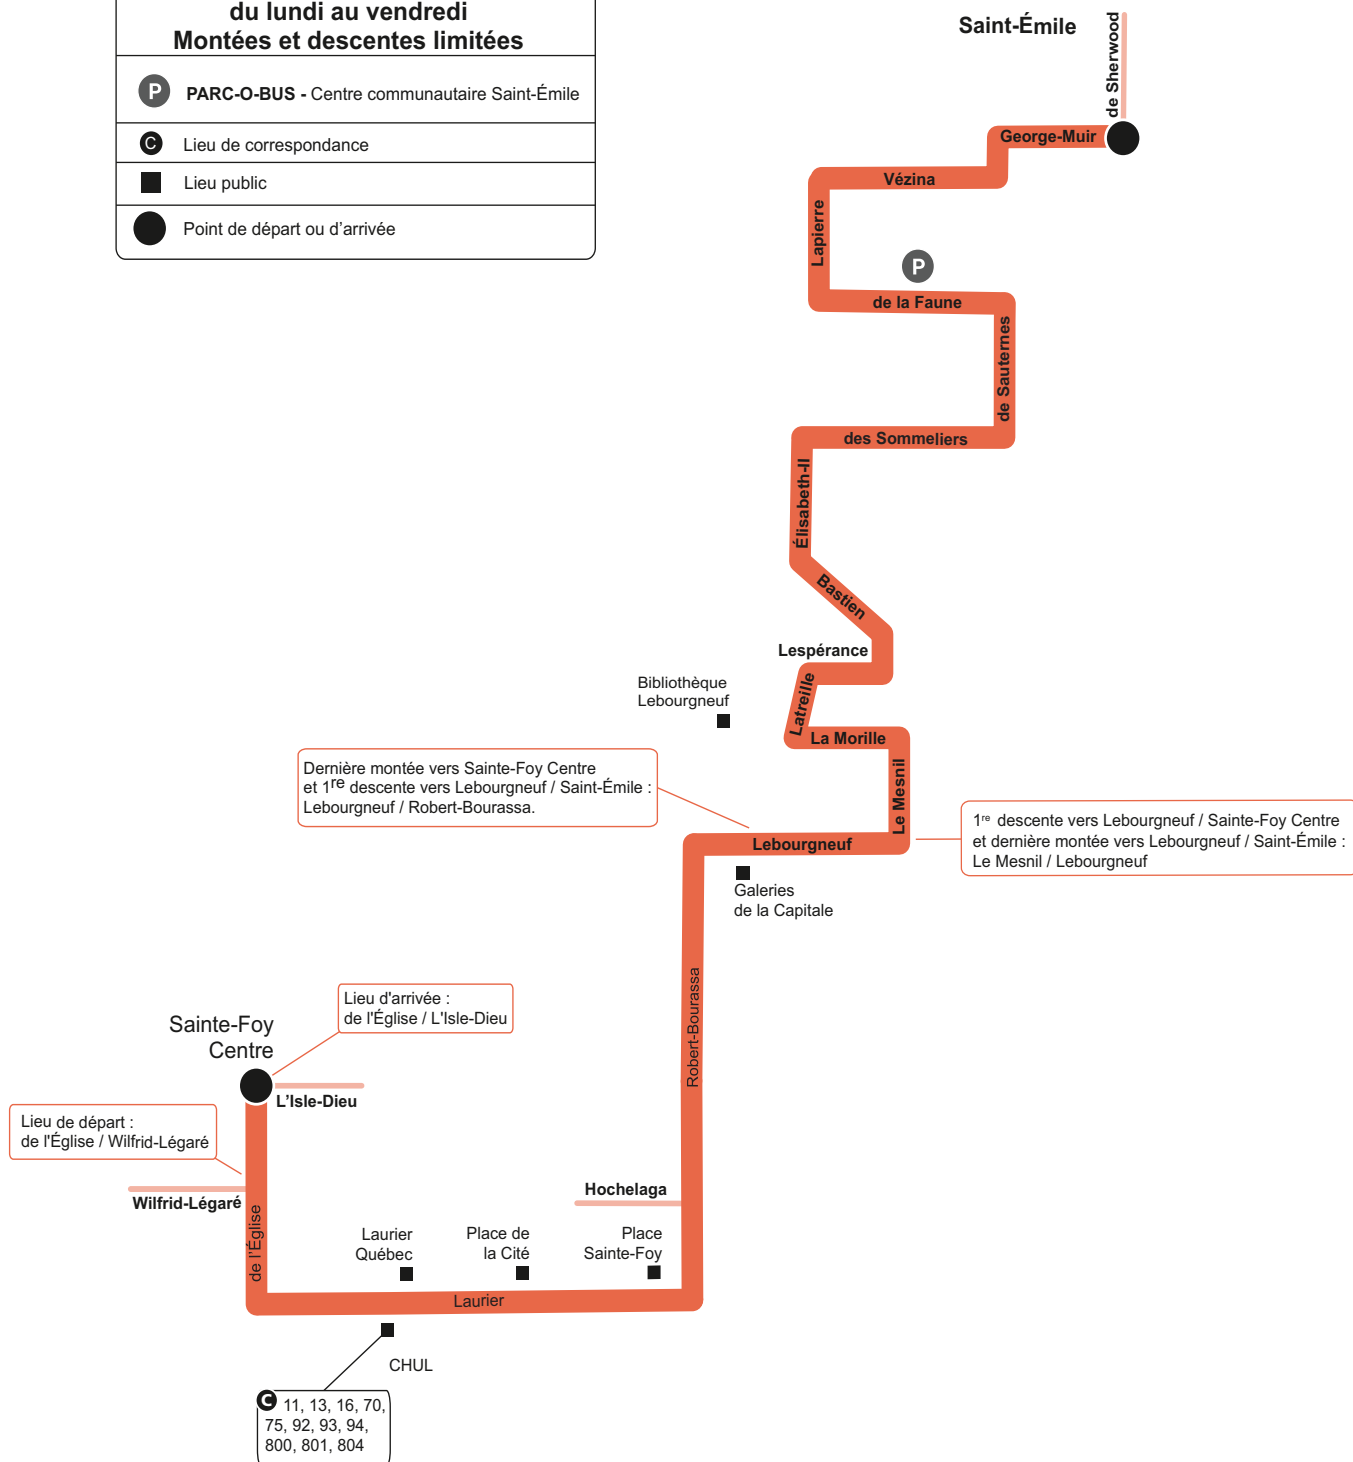 du lundi au vendredi
Montées et descentes limitées
P PARC-O-BUS - Centre communautaire Saint-Émile
C Lieu de correspondance
Lieu public
Point de départ ou d'arrivée
Saint-Émile
de Sherwood
George-Muir
Vézina
Lapierre
P
de la Faune
de Sauternes
des Sommeliers
Élisabeth-II
Bastien
Lespérance
Latreille
Bibliothèque
Lebourgneuf
La Morille
Le Mesnil
Dernière montée vers Sainte-Foy Centre
et 1re descente vers Lebourgneuf / Saint-Émile :
Lebourgneuf / Robert-Bourassa.
1re descente vers Lebourgneuf / Sainte-Foy Centre
et dernière montée vers Lebourgneuf / Saint-Émile :
Le Mesnil / Lebourgneuf
Lebourgneuf
Galeries
de la Capitale
Robert-Bourassa
Lieu d'arrivée :
de l'Église / L'Isle-Dieu
Sainte-Foy
Centre
L'Isle-Dieu
Lieu de départ :
de l'Église / Wilfrid-Légaré
Wilfrid-Légaré
de l'Église
Hochelaga
Laurier
Québec
Place de
la Cité
Place
Sainte-Foy
Laurier
CHUL
C 11, 13, 16, 70,
75, 92, 93, 94,
800, 801, 804